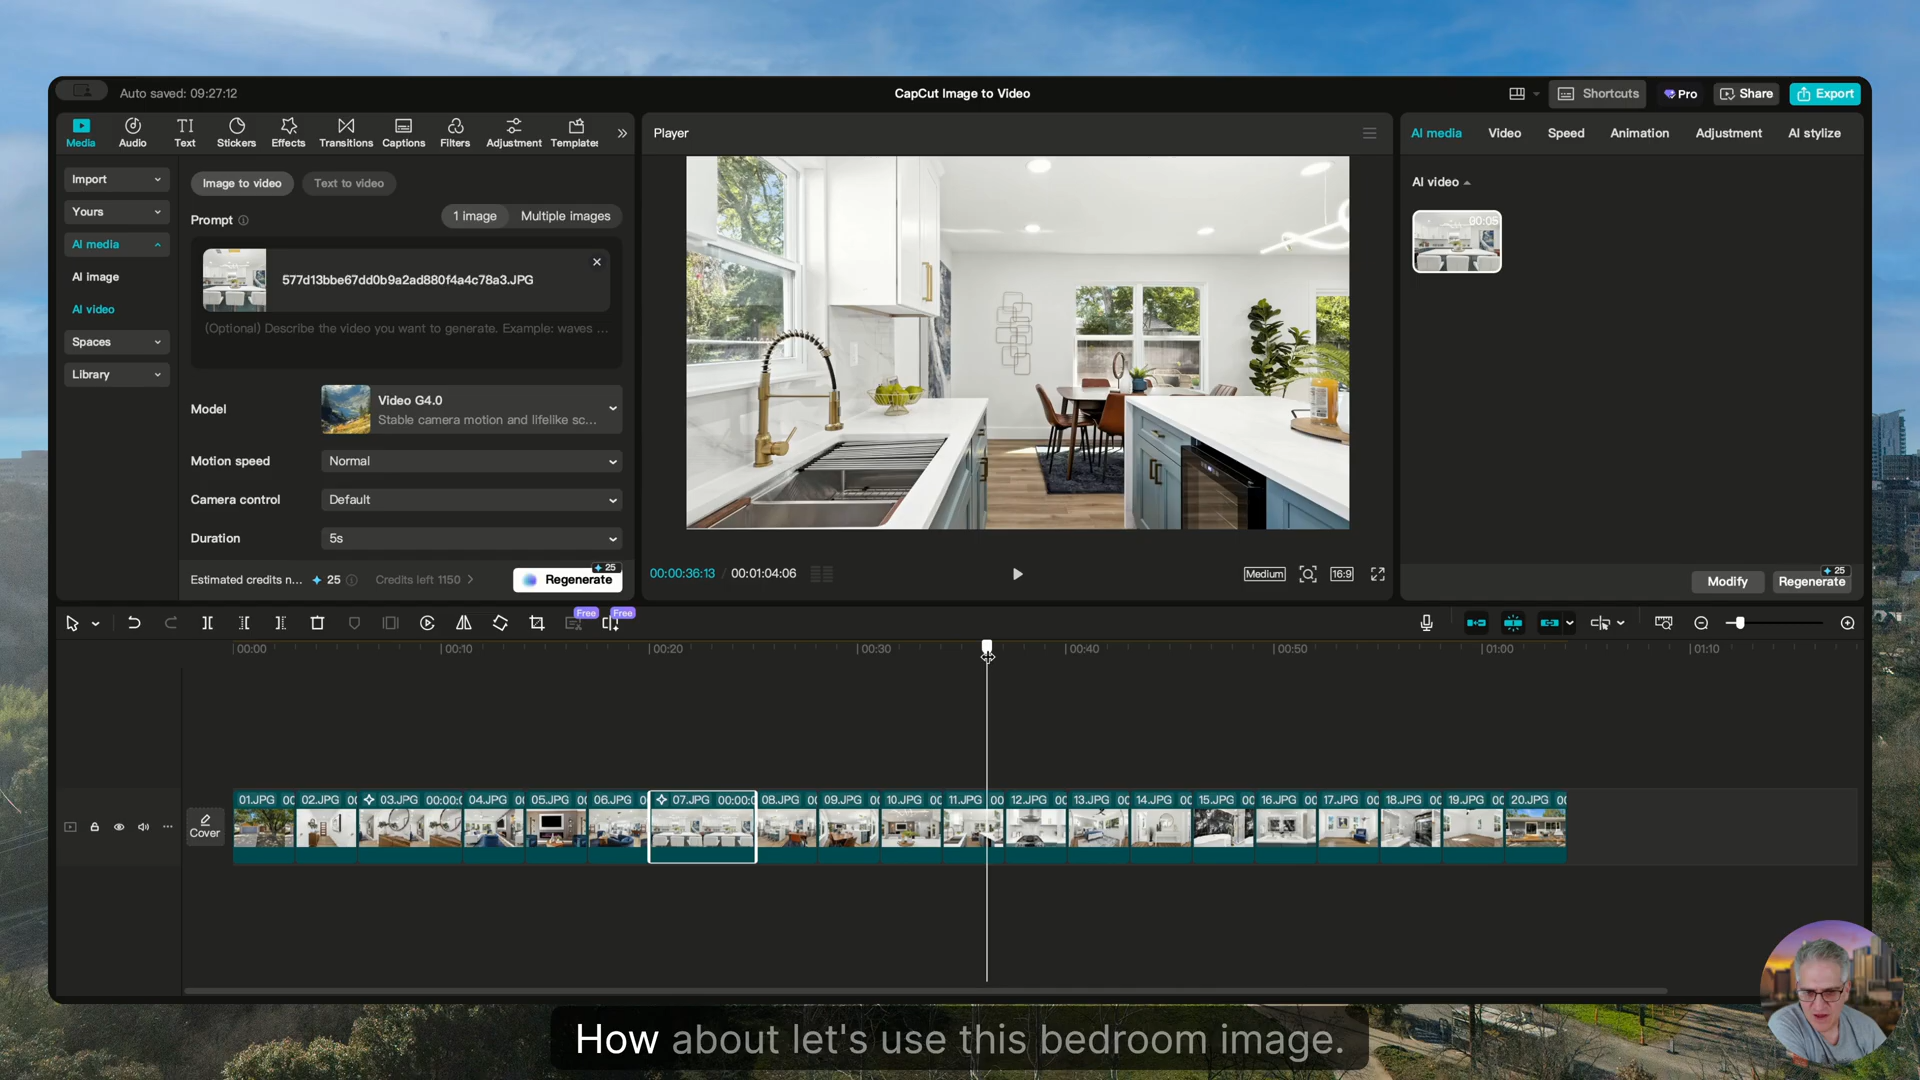 Auto saved: 09:27:12
CapCut Image to Video
Shortcuts
Pro
Share
Export
Media
Audio
Text
Stickers
Effects
Transitions
Captions
Filters
Adjustment
Templates
Player
AI media
Video
Speed
Animation
Adjustment
AI stylize
Import
Yours
AI media
AI image
AI video
Spaces
Library
Image to video
Text to video
Prompt
1 image
Multiple images
577d13bbe67dd0b9a2ad880f4a4c78a3.JPG
(Optional) Describe the video you want to generate. Example: waves ...
Model
Video G4.0
Stable camera motion and lifelike sc...
Motion speed
Normal
Camera control
Default
Duration
5s
Estimated credits n...
25
Credits left 1150
25
Regenerate
00:00:36:13 / 00:01:04:06
Medium
16:9
AI video
00:05
Modify
25
Regenerate
Free
Free
00:00
00:10
00:20
00:30
00:40
00:50
01:00
01:10
Cover
01.JPG
02.JPG
03.JPG 00:00:
04.JPG
05.JPG
06.JPG
07.JPG 00:00:
08.JPG
09.JPG
10.JPG
11.JPG
12.JPG
13.JPG
14.JPG
15.JPG
16.JPG
17.JPG
18.JPG
19.JPG
20.JPG
How about let's use this bedroom image.